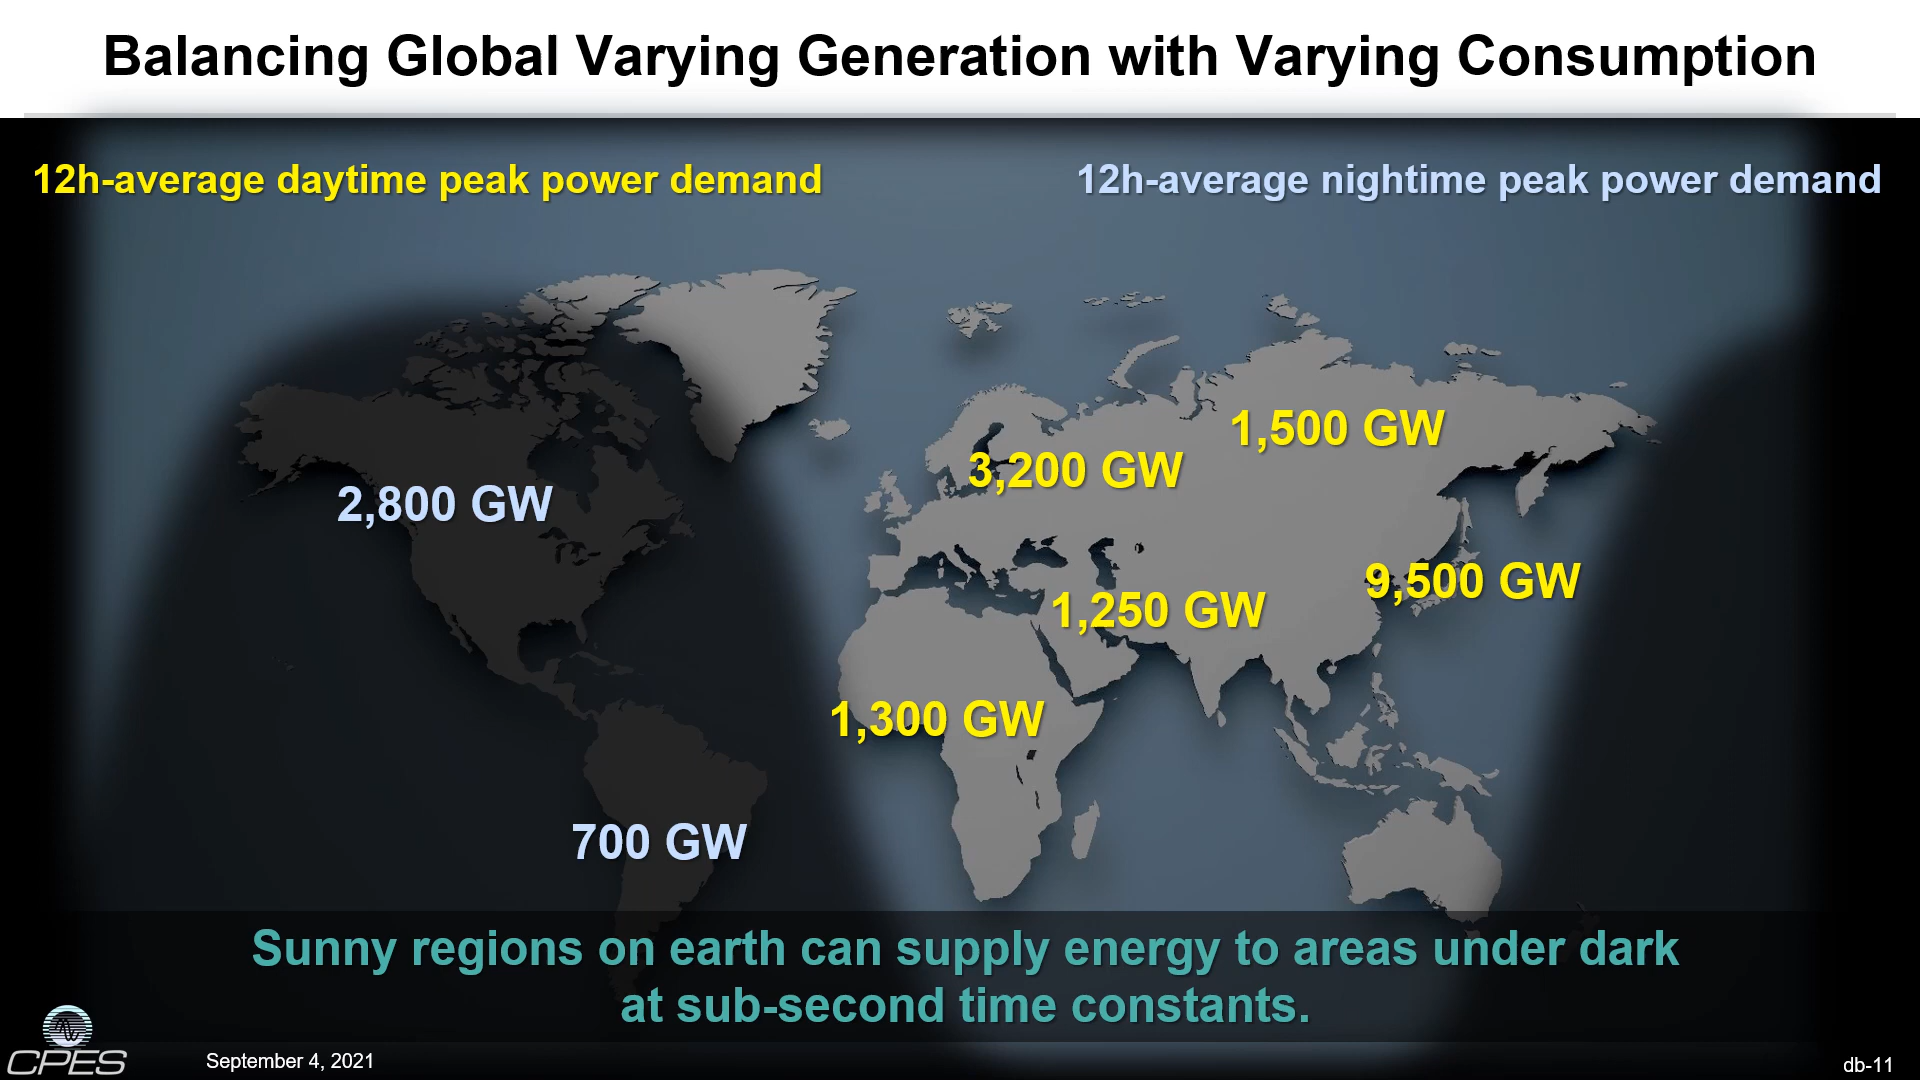 Balancing Global Varying Generation with Varying Consumption
12h-average daytime peak power demand
12h-average nightime peak power demand
1,500 GW
3,200 GW
2,800 GW
9,500 GW
1,250 GW
1,300 GW
700 GW
Sunny regions on earth can supply energy to areas under dark
at sub-second time constants.
CPES
September 4, 2021
db-11